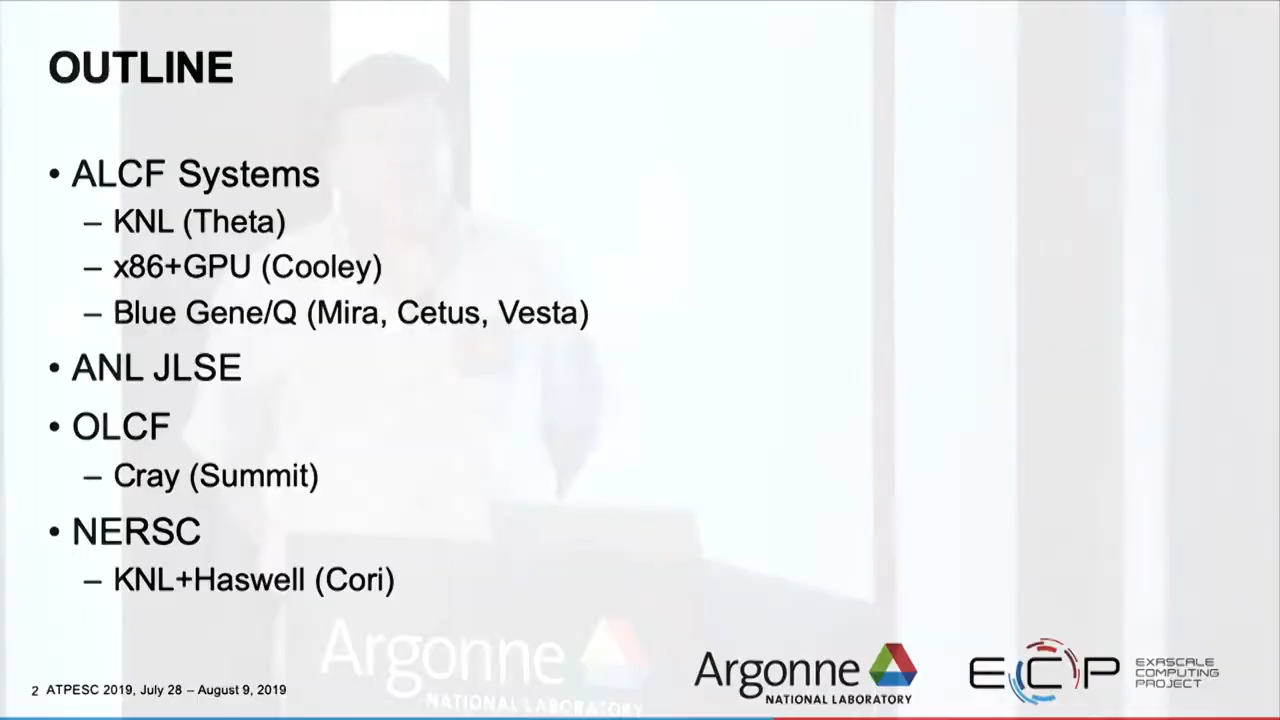 OUTLINE
• ALCF Systems
– KNL (Theta)
– x86+GPU (Cooley)
– Blue Gene/Q (Mira, Cetus, Vesta)
• ANL JLSE
• OLCF
– Cray (Summit)
• NERSC
– KNL+Haswell (Cori)
Argonne
NATIONAL LABORATORY
Argonne
NATIONAL LABORATORY
ECP
EXASCALE
COMPUTING
PROJECT
2 ATPESC 2019, July 28 – August 9, 2019